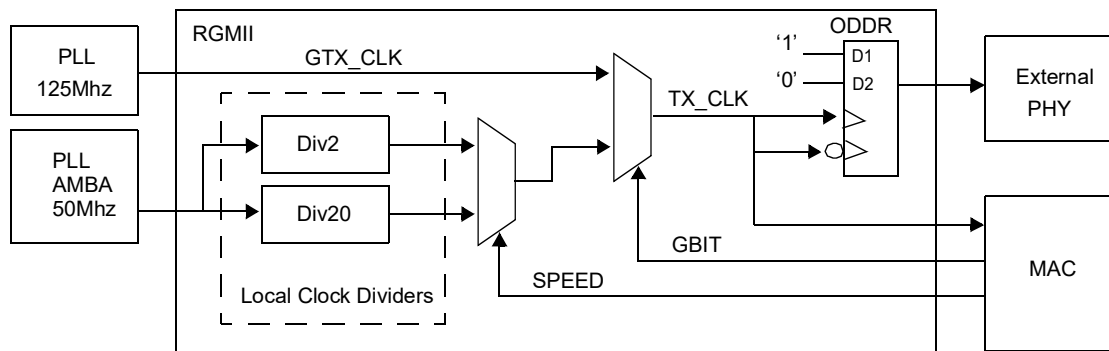 RGMII
ODDR
PLL
125Mhz
GTX_CLK
'1'
D1
'0'
D2
External
PHY
TX_CLK
PLL
AMBA
50Mhz
Div2
Div20
Local Clock Dividers
GBIT
SPEED
MAC